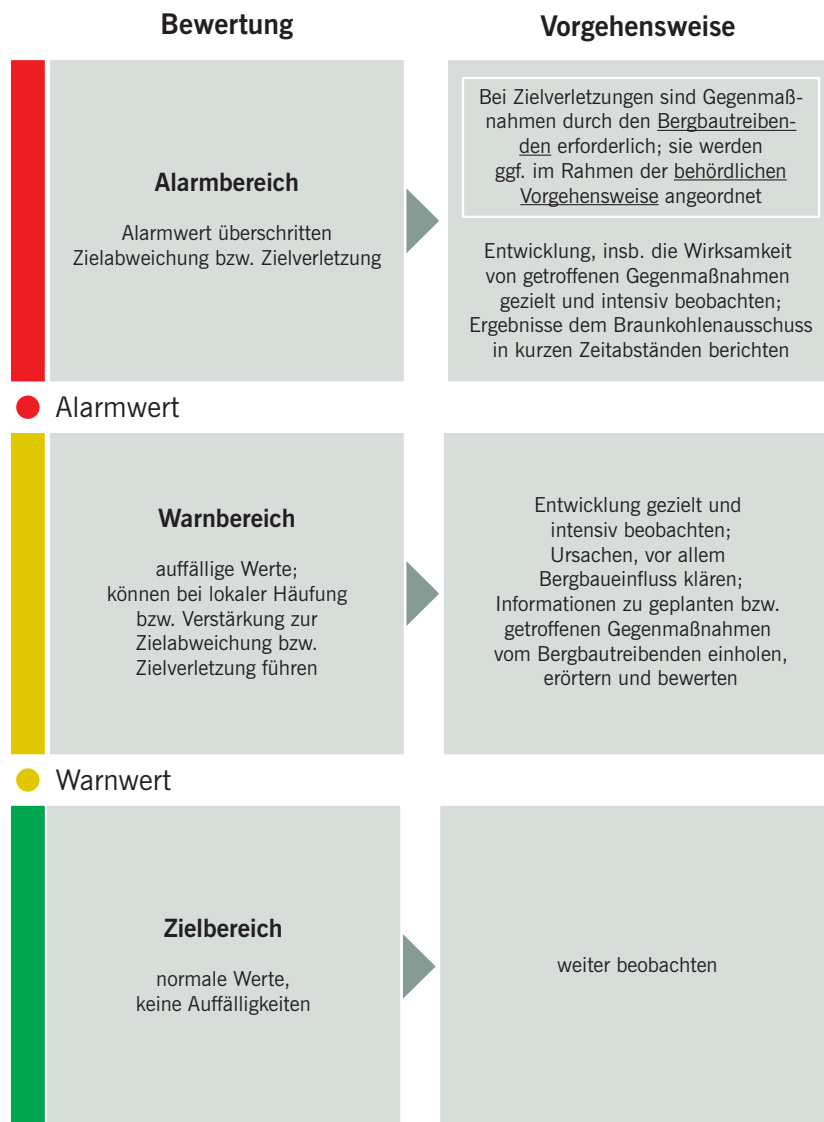 Bewertung
Vorgehensweise
Alarmbereich
Alarmwert überschritten
Zielabweichung bzw. Zielverletzung
Bei Zielverletzungen sind Gegenmaß-
nahmen durch den Bergbautreiben-
den erforderlich; sie werden
ggf. im Rahmen der behördlichen
Vorgehensweise angeordnet
Entwicklung, insb. die Wirksamkeit
von getroffenen Gegenmaßnahmen
gezielt und intensiv beobachten;
Ergebnisse dem Braunkohlenausschuss
in kurzen Zeitabständen berichten
Alarmwert
Warnbereich
auffällige Werte;
können bei lokaler Häufung
bzw. Verstärkung zur
Zielabweichung bzw.
Zielverletzung führen
Entwicklung gezielt und
intensiv beobachten;
Ursachen, vor allem
Bergbaueinfluss klären;
Informationen zu geplanten bzw.
getroffenen Gegenmaßnahmen
vom Bergbautreibenden einholen,
erörtern und bewerten
Warnwert
Zielbereich
normale Werte,
keine Auffälligkeiten
weiter beobachten